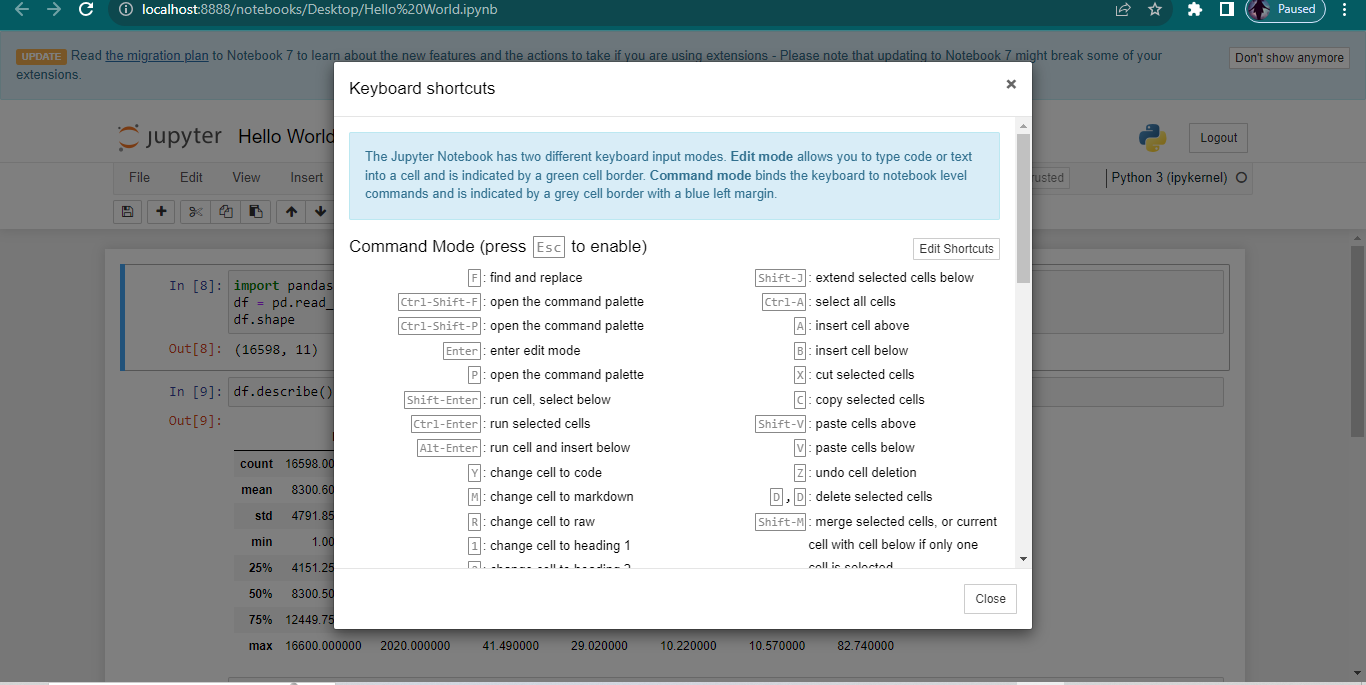 localhost:8888/notebooks/Desktop/Hello%20World.ipynb
Paused
UPDATE Read the migration plan to Notebook 7 to learn about the new features and the actions to take if you are using extensions - Please note that updating to Notebook 7 might break some of your
extensions.
Don't show anymore
Keyboard shortcuts
×
jupyter Hello World
Logout
File Edit View Insert
rusted
Python 3 (ipykernel)
The Jupyter Notebook has two different keyboard input modes. Edit mode allows you to type code or text
into a cell and is indicated by a green cell border. Command mode binds the keyboard to notebook level
commands and is indicated by a grey cell border with a blue left margin.
Command Mode (press Esc to enable)
Edit Shortcuts
F : find and replace
Ctrl-Shift-F : open the command palette
Ctrl-Shift-P : open the command palette
Enter : enter edit mode
P : open the command palette
Shift-Enter : run cell, select below
Ctrl-Enter : run selected cells
Alt-Enter : run cell and insert below
Y : change cell to code
M : change cell to markdown
R : change cell to raw
1 : change cell to heading 1
: change cell to heading 2
Shift-J : extend selected cells below
Ctrl-A : select all cells
A : insert cell above
B : insert cell below
X : cut selected cells
C : copy selected cells
Shift-V : paste cells above
V : paste cells below
Z : undo cell deletion
D , D : delete selected cells
Shift-M : merge selected cells, or current
cell with cell below if only one
cell is selected
Close
In [8]: import pandas
df = pd.read_
df.shape
Out[8]: (16598, 11)
In [9]: df.describe()
Out[9]:
count 16598.00
mean 8300.60
std 4791.85
min 1.00
25% 4151.25
50% 8300.50
75% 12449.75
max 16600.000000 2020.000000 41.490000 29.020000 10.220000 10.570000 82.740000